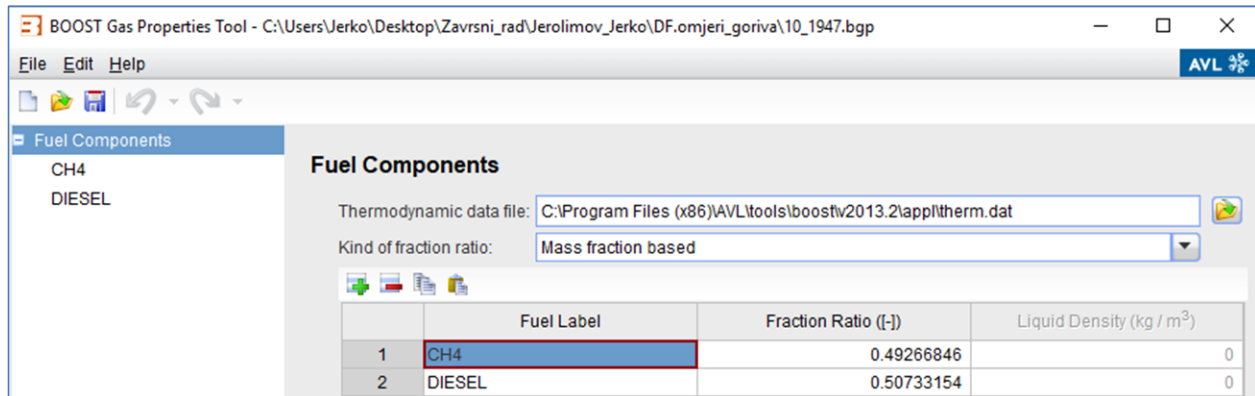 BOOST Gas Properties Tool - C:\Users\Jerko\Desktop\Zavrsni_rad\Jerolimov_Jerko\DF.omjeri_goriva\10_1947.bgp
File Edit Help
AVL
Fuel Components
CH4
DIESEL
Fuel Components
Thermodynamic data file: C:\Program Files (x86)\AVL\tools\boost\v2013.2\appl\therm.dat
Kind of fraction ratio: Mass fraction based
Fuel Label Fraction Ratio ([-]) Liquid Density (kg / m³)
1 CH4 0.49266846 0
2 DIESEL 0.50733154 0